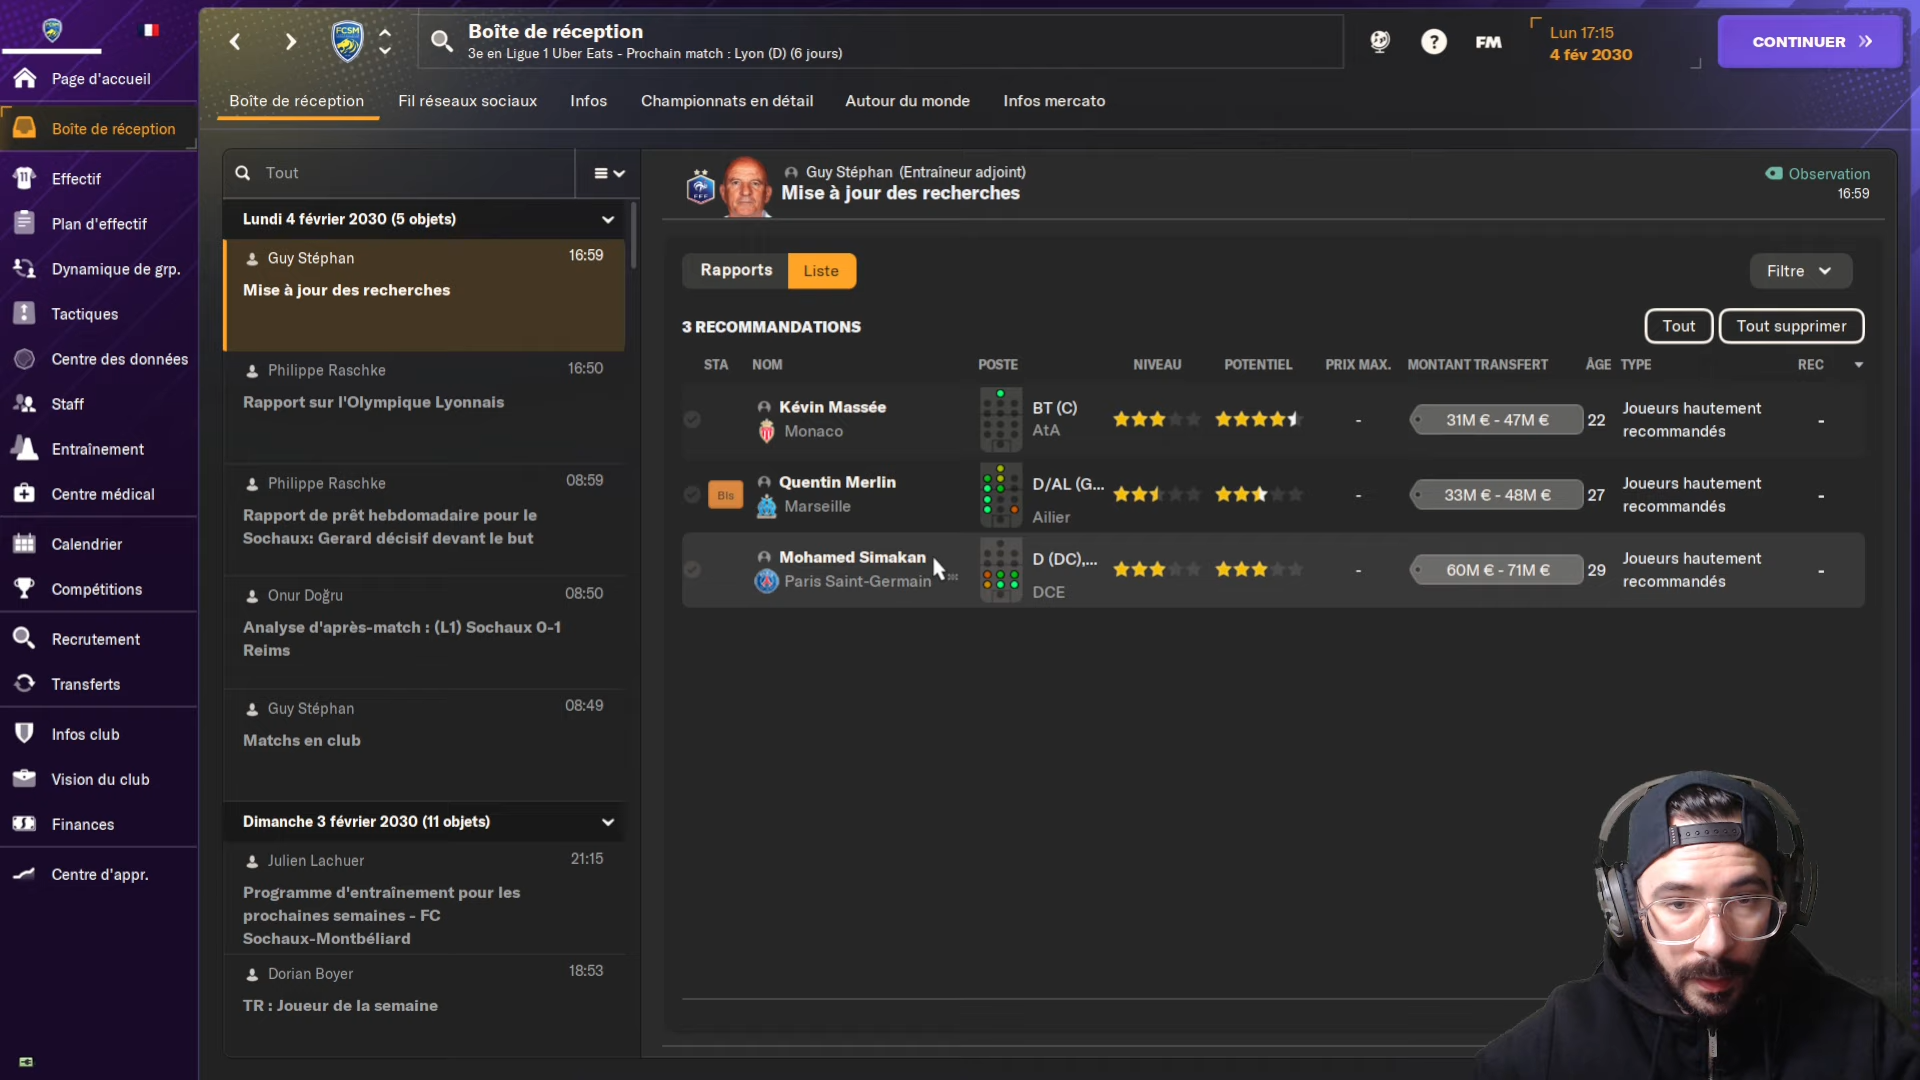 Boîte de réception
3e en Ligue 1 Uber Eats - Prochain match : Lyon (D) (6 jours)
FCSM
FM
Lun 17:15
4 fév 2030
CONTINUER
Page d'accueil
Boîte de réception
Effectif
Plan d'effectif
Dynamique de grp.
Tactiques
Centre des données
Staff
Entraînement
Centre médical
Calendrier
Compétitions
Recrutement
Transferts
Infos club
Vision du club
Finances
Centre d'appr.
Boîte de réception
Fil réseaux sociaux
Infos
Championnats en détail
Autour du monde
Infos mercato
Tout
Lundi 4 février 2030 (5 objets)
Guy Stéphan 16:59
Mise à jour des recherches
Philippe Raschke 16:50
Rapport sur l'Olympique Lyonnais
Philippe Raschke 08:59
Rapport de prêt hebdomadaire pour le
Sochaux: Gerard décisif devant le but
Onur Doğru 08:50
Analyse d'après-match : (L1) Sochaux 0-1
Reims
Guy Stéphan 08:49
Matchs en club
Dimanche 3 février 2030 (11 objets)
Julien Lachuer 21:15
Programme d'entraînement pour les
prochaines semaines - FC
Sochaux-Montbéliard
Dorian Boyer 18:53
TR : Joueur de la semaine
Guy Stéphan (Entraîneur adjoint)
Mise à jour des recherches
Observation
16:59
Rapports Liste
Filtre
3 RECOMMANDATIONS
Tout Tout supprimer
STA NOM POSTE NIVEAU POTENTIEL PRIX MAX. MONTANT TRANSFERT ÂGE TYPE REC
Kévin Massée
Monaco
BT (C)
AtA
-
31M € - 47M €
22
Joueurs hautement
recommandés
-
Bls
Quentin Merlin
Marseille
D/AL (G...
Ailier
-
33M € - 48M €
27
Joueurs hautement
recommandés
-
Mohamed Simakan
Paris Saint-Germain
D (DC),...
DCE
-
60M € - 71M €
29
Joueurs hautement
recommandés
-